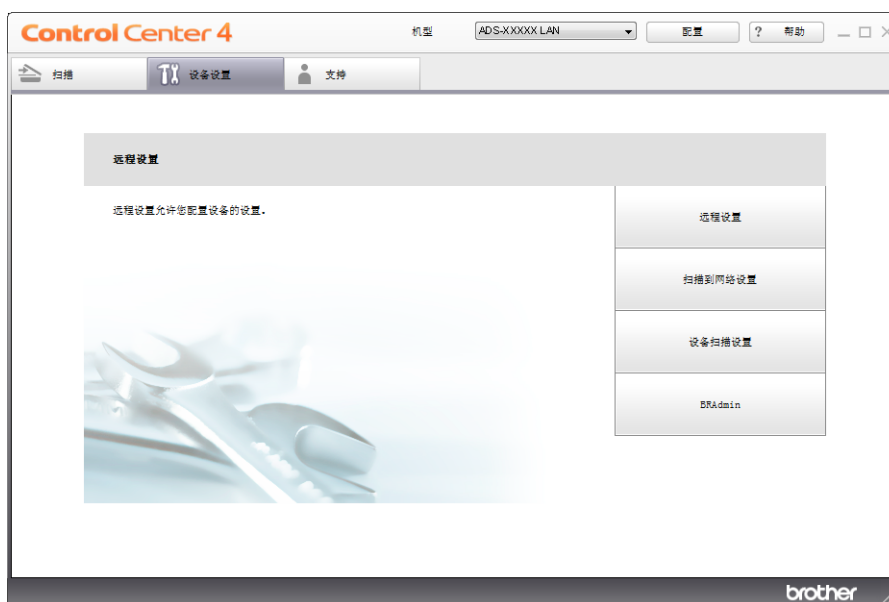 Control Center 4
机型
ADS-XXXXX LAN
配置
? 帮助
扫描
设备设置
支持
远程设置
远程设置允许您配置设备的设置。
远程设置
扫描到网络设置
设备扫描设置
BRAdmin
brother